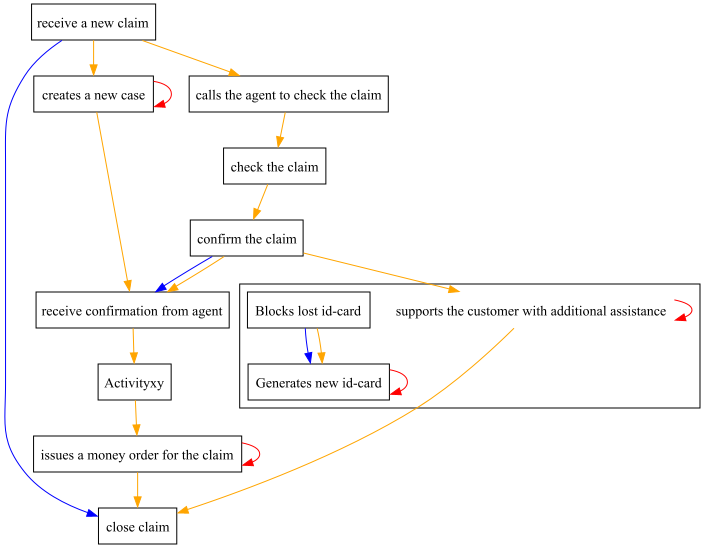 receive a new claim
creates a new case
calls the agent to check the claim
check the claim
confirm the claim
receive confirmation from agent
Blocks lost id-card
supports the customer with additional assistance
Activityxy
Generates new id-card
issues a money order for the claim
close claim